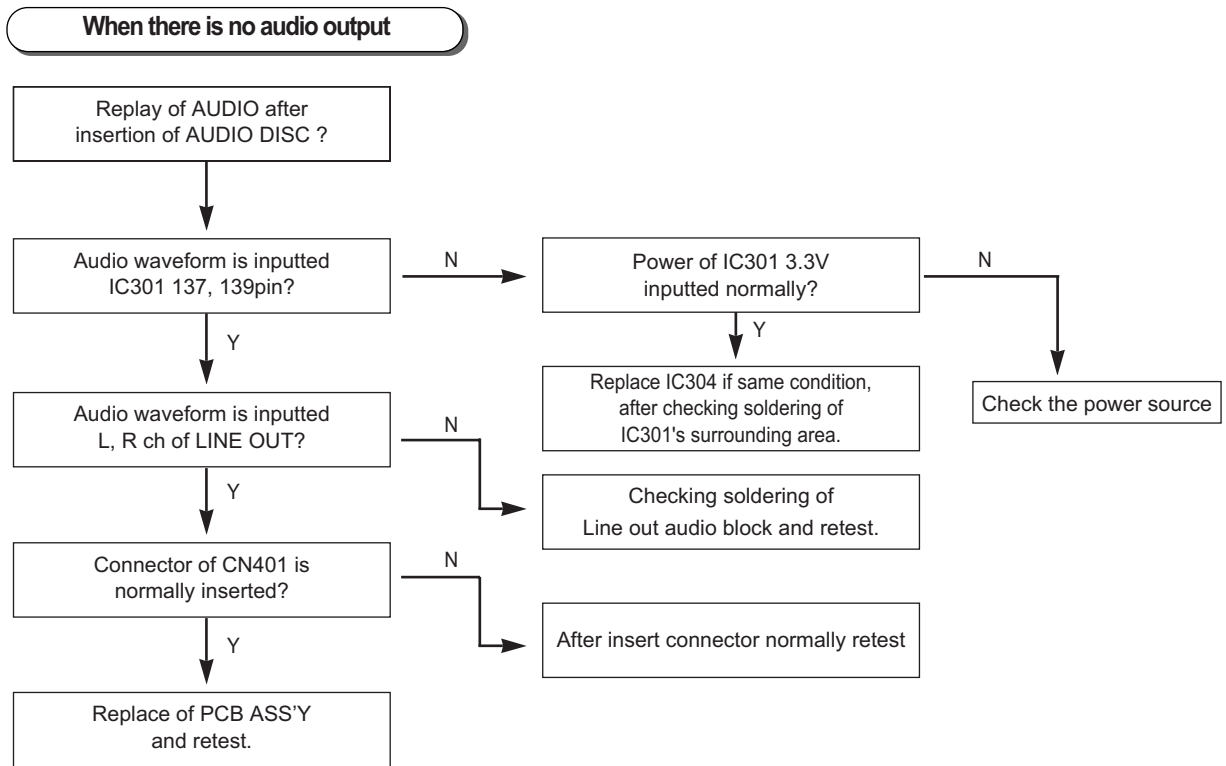 When there is no audio output
Replay of AUDIO after
insertion of AUDIO DISC ?
Audio waveform is inputted
IC301 137, 139pin?
N
Power of IC301 3.3V
inputted normally?
N
Y
Y
Replace IC304 if same condition,
after checking soldering of
IC301's surrounding area.
Check the power source
Audio waveform is inputted
L, R ch of LINE OUT?
N
Y
Checking soldering of
Line out audio block and retest.
Connector of CN401 is
normally inserted?
N
Y
After insert connector normally retest
Replace of PCB ASS'Y
and retest.